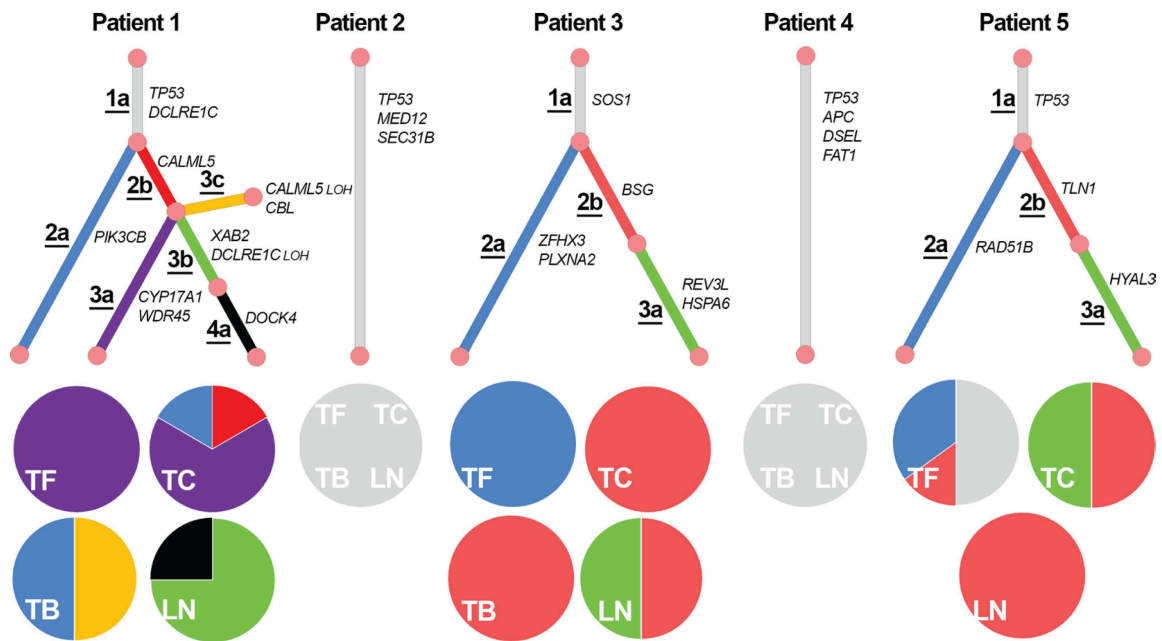 Patient 1
Patient 2
Patient 3
Patient 4
Patient 5
1a
TP53
DCLRE1C
CALML5
2b
3c
CALML5 LOH
CBL
2a
PIK3CB
XAB2
DCLRE1C LOH
3b
3a
CYP17A1
WDR45
4a
DOCK4
TP53
MED12
SEC31B
1a
SOS1
BSG
2b
2a
ZFHX3
PLXNA2
REV3L
HSPA6
3a
TP53
APC
DSEL
FAT1
1a
TP53
TLN1
2b
2a
RAD51B
HYAL3
3a
TF
TC
TB
LN
TF TC
TB LN
TF
TC
TB
LN
TF TC
TB LN
TF
TC
LN